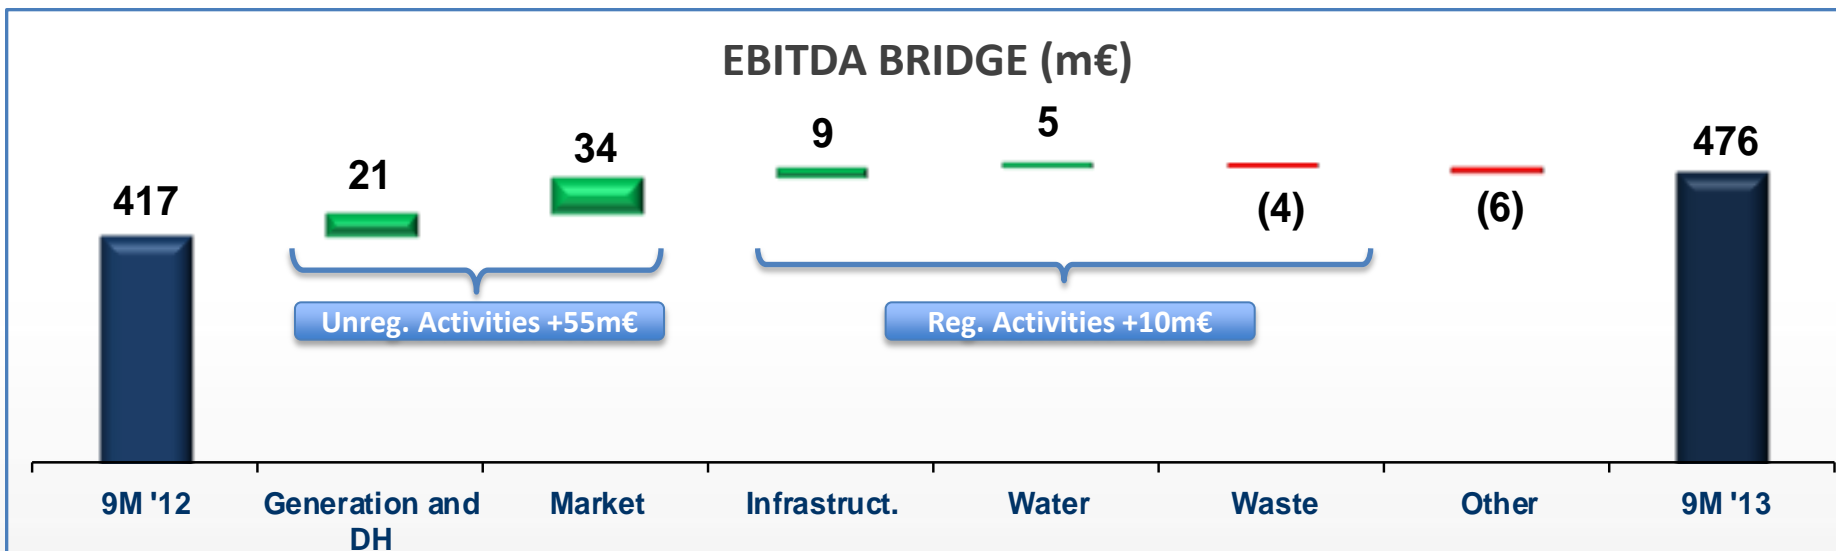 EBITDA BRIDGE (m€)
417
21
34
9
5
(4)
(6)
476
Unreg. Activities +55m€
Reg. Activities +10m€
9M '12
Generation and
DH
Market
Infrastruct.
Water
Waste
Other
9M '13